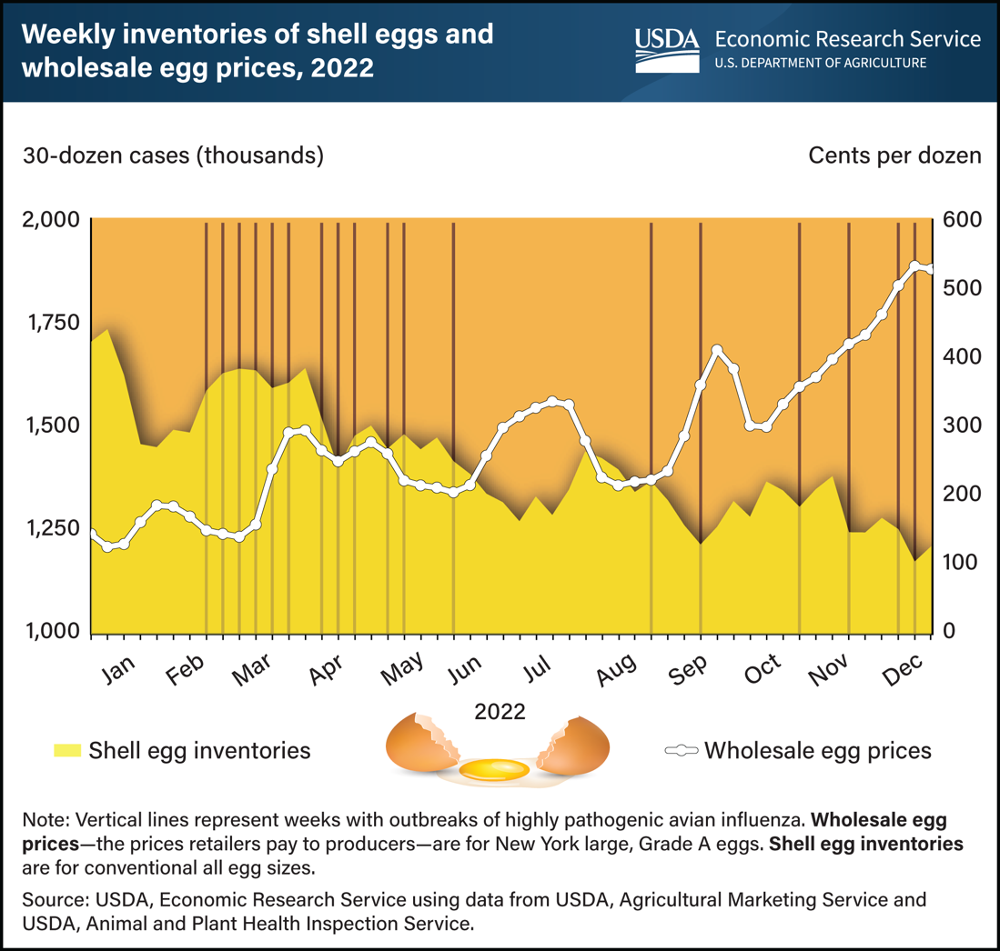 Weekly inventories of shell eggs and
wholesale egg prices, 2022
USDA
Economic Research Service
U.S. DEPARTMENT OF AGRICULTURE
30-dozen cases (thousands)
Cents per dozen
2,000
1,750
1,500
1,250
1,000
600
500
400
300
200
100
0
Jan
Feb
Mar
Apr
May
Jun
Jul
Aug
Sep
Oct
Nov
Dec
2022
Shell egg inventories
Wholesale egg prices
Note: Vertical lines represent weeks with outbreaks of highly pathogenic avian influenza. Wholesale egg
prices—the prices retailers pay to producers—are for New York large, Grade A eggs. Shell egg inventories
are for conventional all egg sizes.
Source: USDA, Economic Research Service using data from USDA, Agricultural Marketing Service and
USDA, Animal and Plant Health Inspection Service.